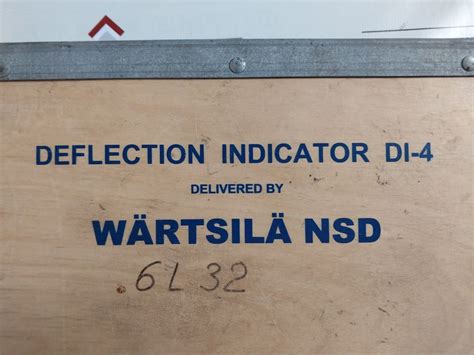 DEFLECTION INDICATOR DI-4
DELIVERED BY
WÄRTSILÄ NSD
6L32